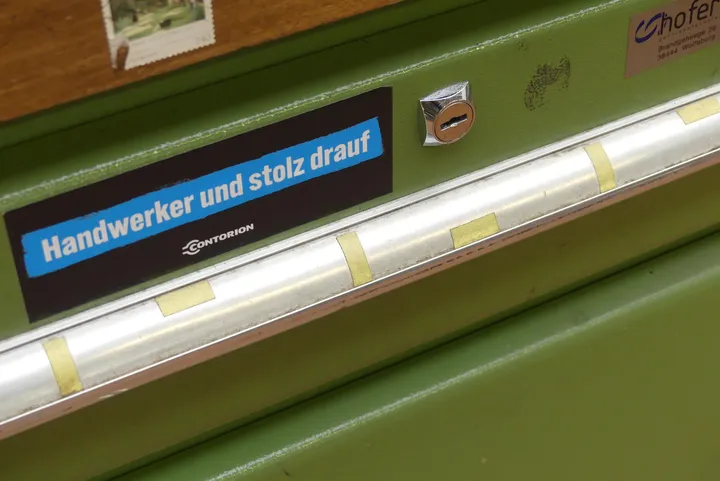 hofer
Handwerker und stolz drauf
CONTORION